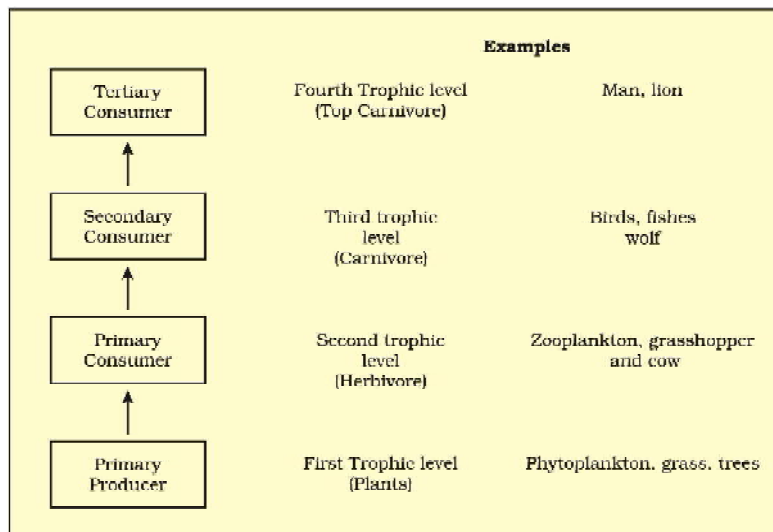 Examples
Tertiary
Consumer
Fourth Trophic level
(Top Carnivore)
Man, lion
Secondary
Consumer
Third trophic
level
(Carnivore)
Birds, fishes
wolf
Primary
Consumer
Second trophic
level
(Herbivore)
Zooplankton, grasshopper
and cow
Primary
Producer
First Trophic level
(Plants)
Phytoplankton, grass, trees